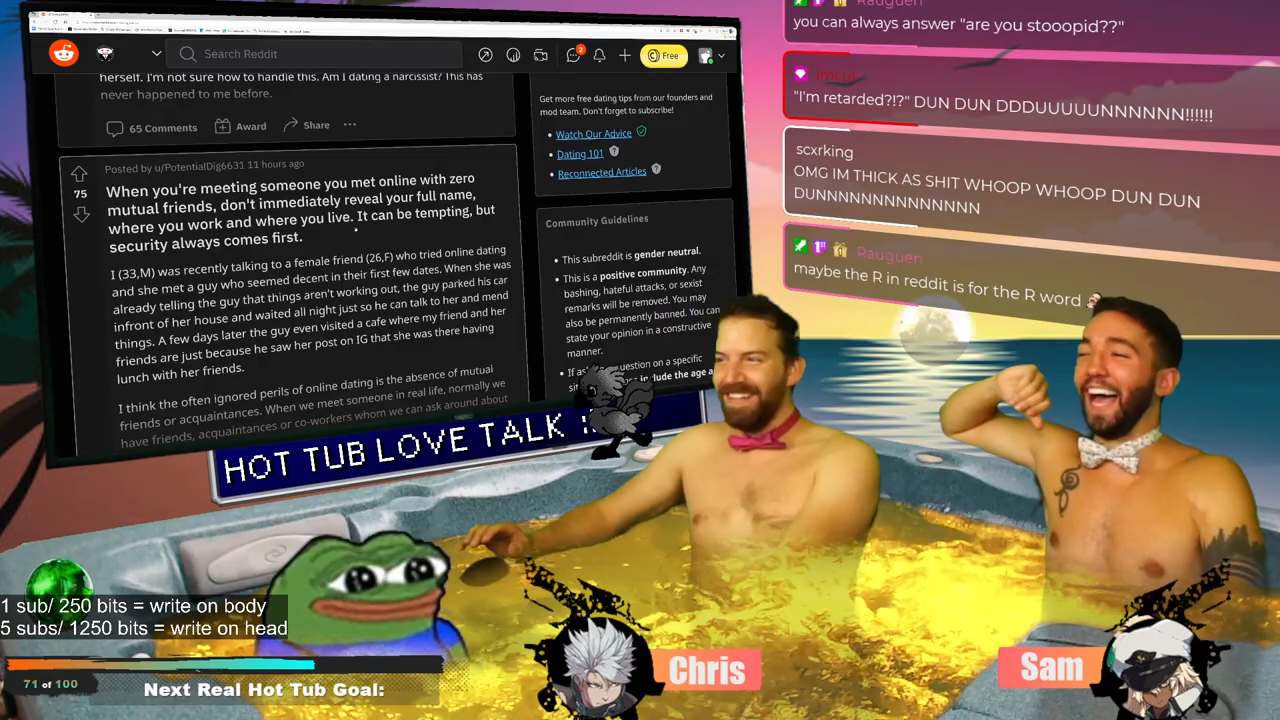 Search Reddit
2
Free
herself. I'm not sure how to handle this. Am I dating a narcissist? This has
never happened to me before.
65 Comments
Award
Share
Posted by u/PotentialDig6631 11 hours ago
75
When you're meeting someone you met online with zero
mutual friends, don't immediately reveal your full name,
where you work and where you live. It can be tempting, but
security always comes first.
I (33,M) was recently talking to a female friend (26,F) who tried online dating
and she met a guy who seemed decent in their first few dates. When she was
already telling the guy that things aren't working out, the guy parked his car
infront of her house and waited all night just so he can talk to her and mend
things. A few days later the guy even visited a cafe where my friend and her
friends are just because he saw her post on IG that she was there having
lunch with her friends.
I think the often ignored perils of online dating is the absence of mutual
friends or acquaintances. When we meet someone in real life, normally we
have friends, acquaintances or co-workers whom we can ask around about
Get more free dating tips from our founders and
mod team. Don't forget to subscribe!
• Watch Our Advice
• Dating 101
• Reconnected Articles
Community Guidelines
• This subreddit is gender neutral.
• This is a positive community. Any
bashing, hateful attacks, or sexist
remarks will be removed. You may
also be permanently banned. You can
state your opinion in a constructive
manner.
• If question on a specific
include the age
Rauguen
you can always answer "are you stooopid??"
"I'm retarded?!?" DUN DUN DDDUUUUUNNNNNN!!!!!!
scxrking
OMG IM THICK AS SHIT WHOOP WHOOP DUN DUN
DUNNNNNNNNNNNNN
Rauguen
maybe the R in reddit is for the R word
HOT TUB LOVE TALK :
1 sub/ 250 bits = write on body
5 subs/ 1250 bits = write on head
71 of 100
Next Real Hot Tub Goal:
Chris
Sam